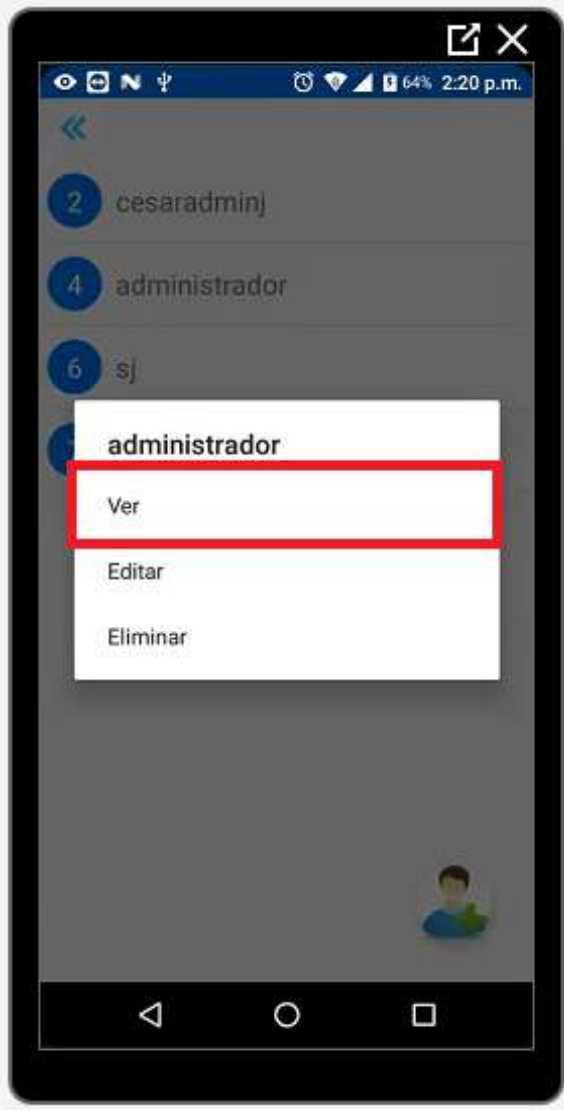 64% 2:20 p.m.
2 cesaradminj
4 administrador
6 sj
administrador
Ver
Editar
Eliminar